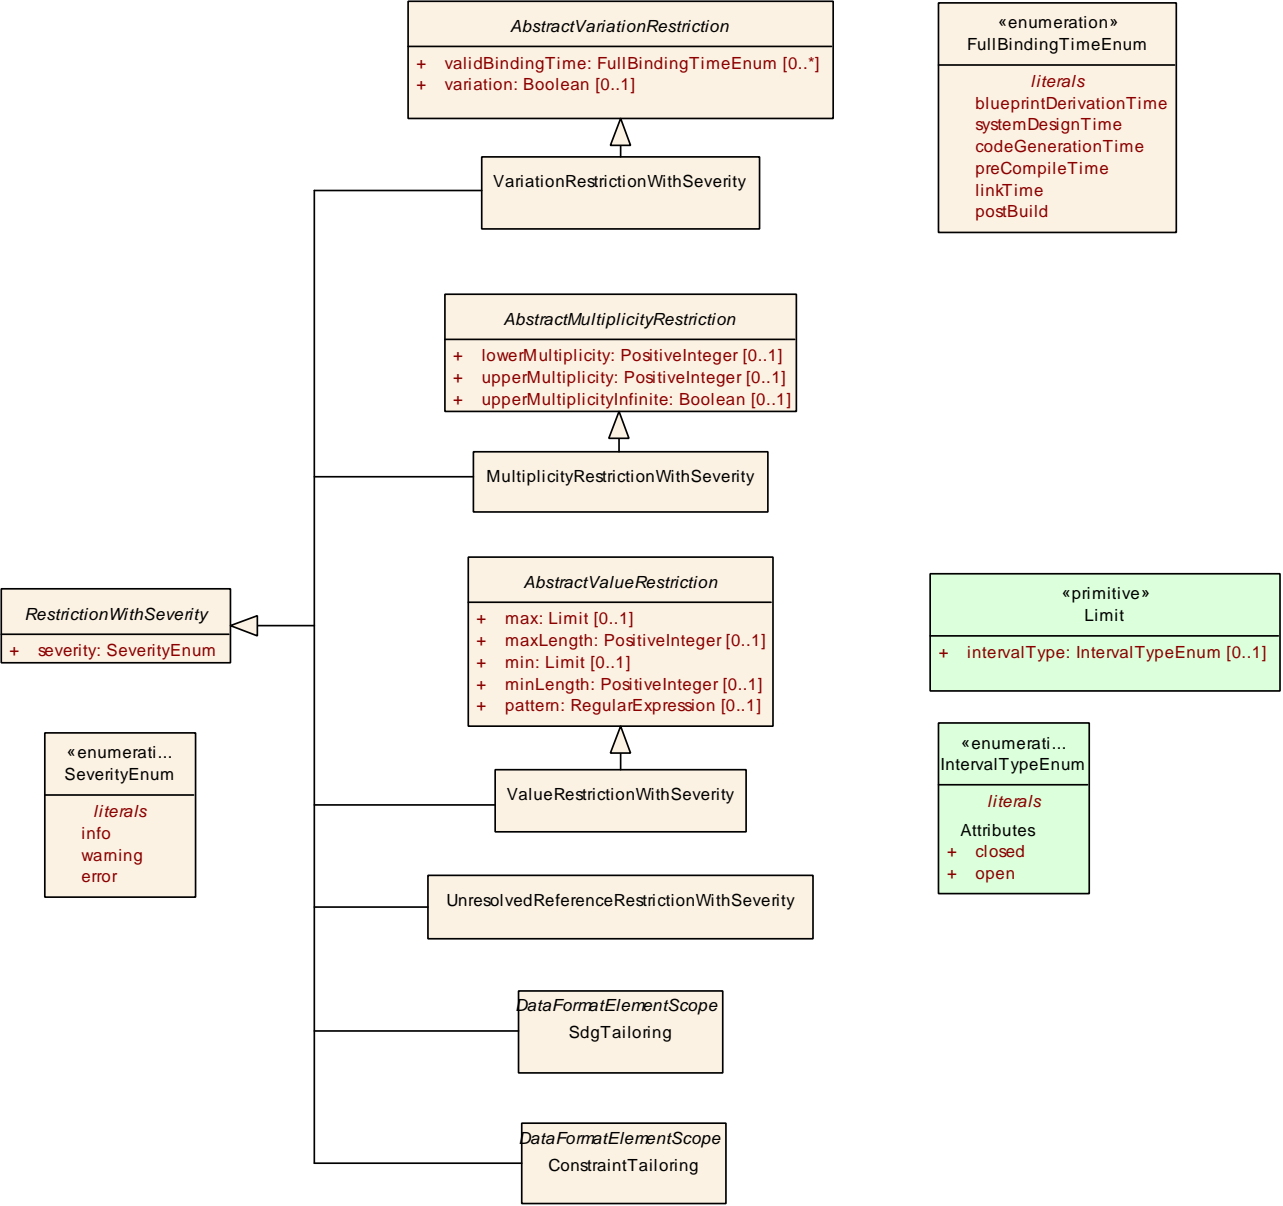 AbstractVariationRestriction
+ validBindingTime: FullBindingTimeEnum [0..*]
+ variation: Boolean [0..1]
«enumeration»
FullBindingTimeEnum
literals
blueprintDerivationTime
systemDesignTime
codeGenerationTime
preCompileTime
linkTime
postBuild
VariationRestrictionWithSeverity
AbstractMultiplicityRestriction
+ lowerMultiplicity: PositiveInteger [0..1]
+ upperMultiplicity: PositiveInteger [0..1]
+ upperMultiplicityInfinite: Boolean [0..1]
MultiplicityRestrictionWithSeverity
AbstractValueRestriction
+ max: Limit [0..1]
+ maxLength: PositiveInteger [0..1]
+ min: Limit [0..1]
+ minLength: PositiveInteger [0..1]
+ pattern: RegularExpression [0..1]
RestrictionWithSeverity
+ severity: SeverityEnum
«primitive»
Limit
+ intervalType: IntervalTypeEnum [0..1]
«enumerati...
SeverityEnum
literals
info
warning
error
ValueRestrictionWithSeverity
«enumerati...
IntervalTypeEnum
literals
Attributes
+ closed
+ open
UnresolvedReferenceRestrictionWithSeverity
DataFormatElementScope
SdgTailoring
DataFormatElementScope
ConstraintTailoring